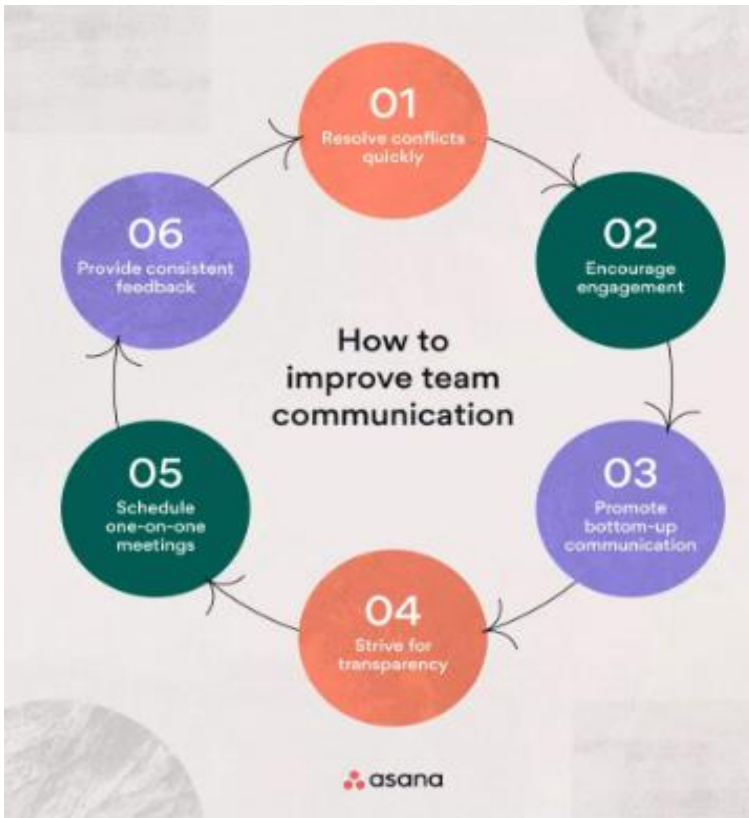 How to
improve team
communication
01
Resolve conflicts
quickly
02
Encourage
engagement
03
Promote
bottom-up
communication
04
Strive for
transparency
05
Schedule
one-on-one
meetings
06
Provide consistent
feedback
asana